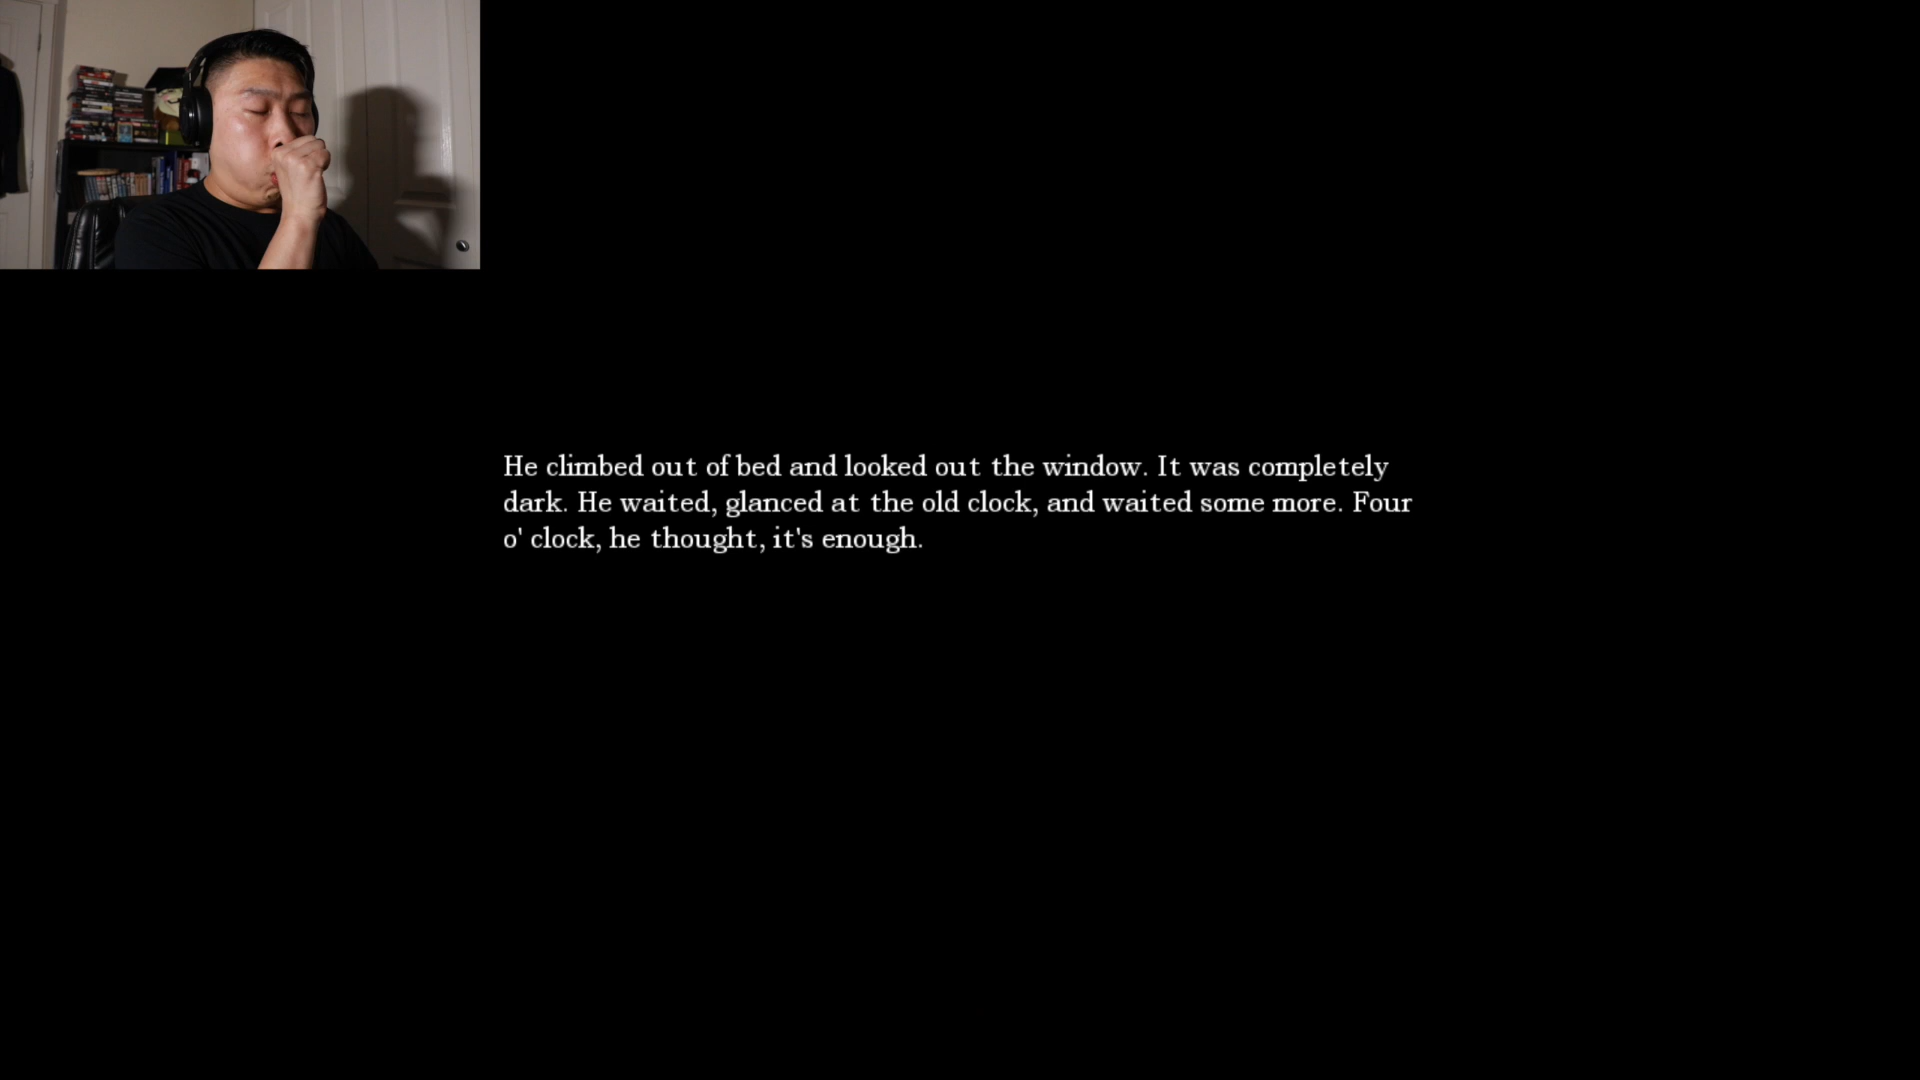 He climbed out of bed and looked out the window. It was completely
dark. He waited, glanced at the old clock, and waited some more. Four
o' clock, he thought, it's enough.